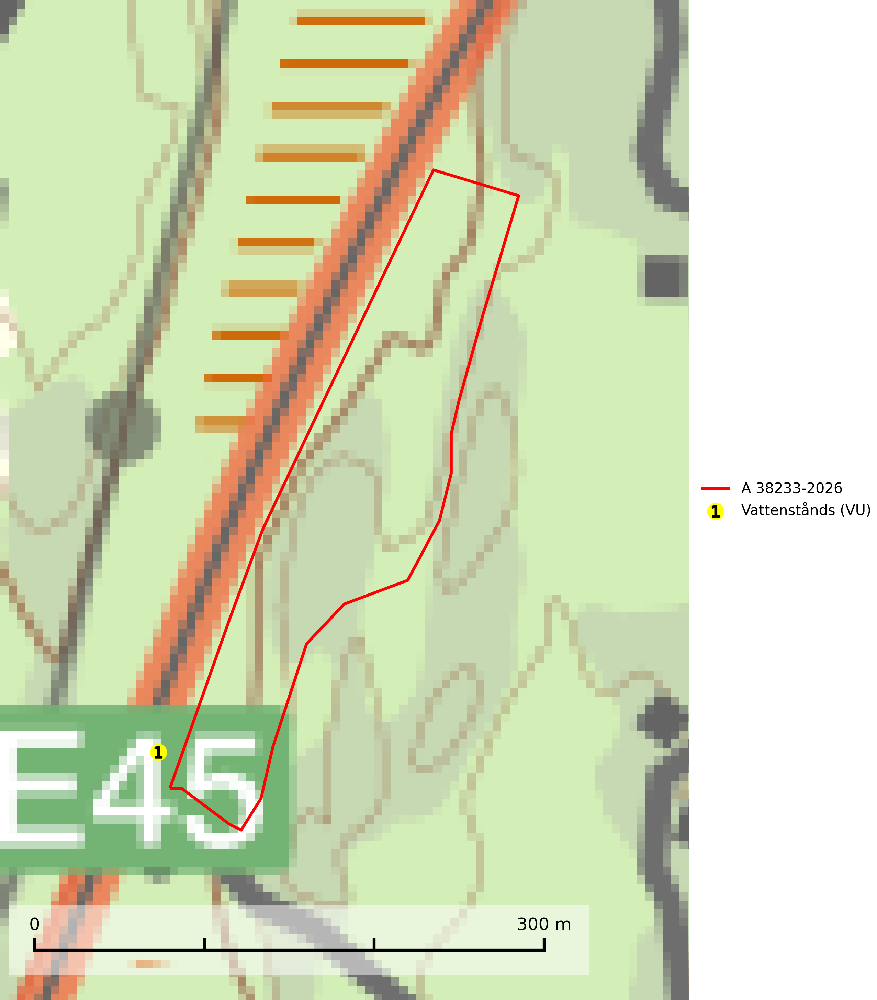 A 38233-2026
1 Vattenstånds (VU)
E45
1
0 300 m